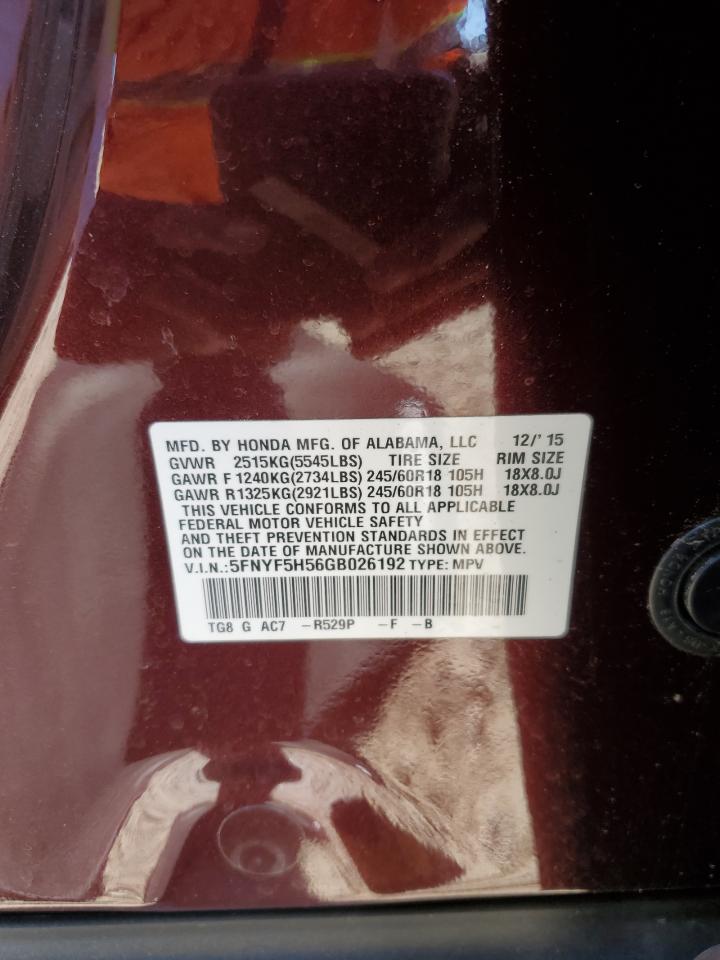 MFD. BY HONDA MFG. OF ALABAMA, LLC 12/'15
GVWR 2515KG(5545LBS) TIRE SIZE RIM SIZE
GAWR F 1240KG(2734LBS) 245/60R18 105H 18X8.0J
GAWR R 1325KG(2921LBS) 245/60R18 105H 18X8.0J
THIS VEHICLE CONFORMS TO ALL APPLICABLE
FEDERAL MOTOR VEHICLE SAFETY
AND THEFT PREVENTION STANDARDS IN EFFECT
ON THE DATE OF MANUFACTURE SHOWN ABOVE.
V.I.N.:5FNYF5H56GB026192 TYPE: MPV
TG8 G AC7 -R529P -F -B
HONDA